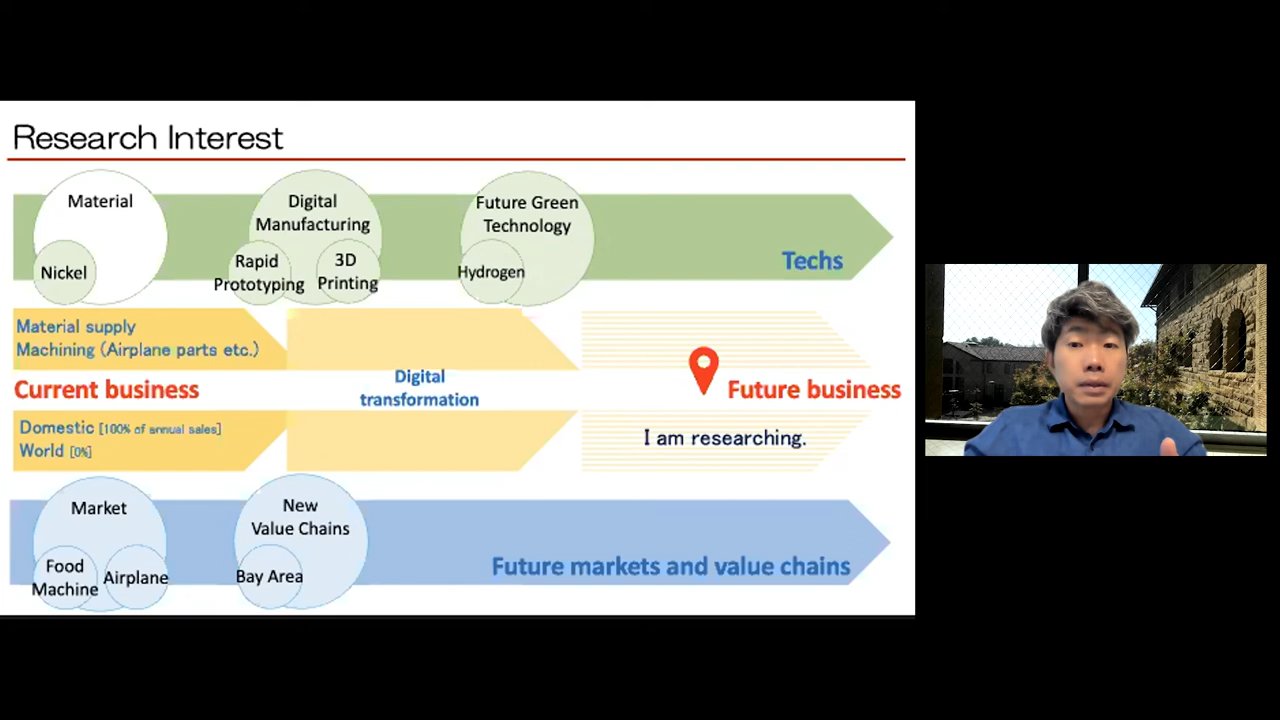 Research Interest
Material
Nickel
Digital
Manufacturing
Rapid
Prototyping
3D
Printing
Future Green
Technology
Hydrogen
Techs
Material supply
Machining (Airplane parts etc.)
Current business
Domestic [100% of annual sales]
World [0%]
Digital
transformation
Future business
I am researching.
Market
Food
Machine
Airplane
New
Value Chains
Bay Area
Future markets and value chains